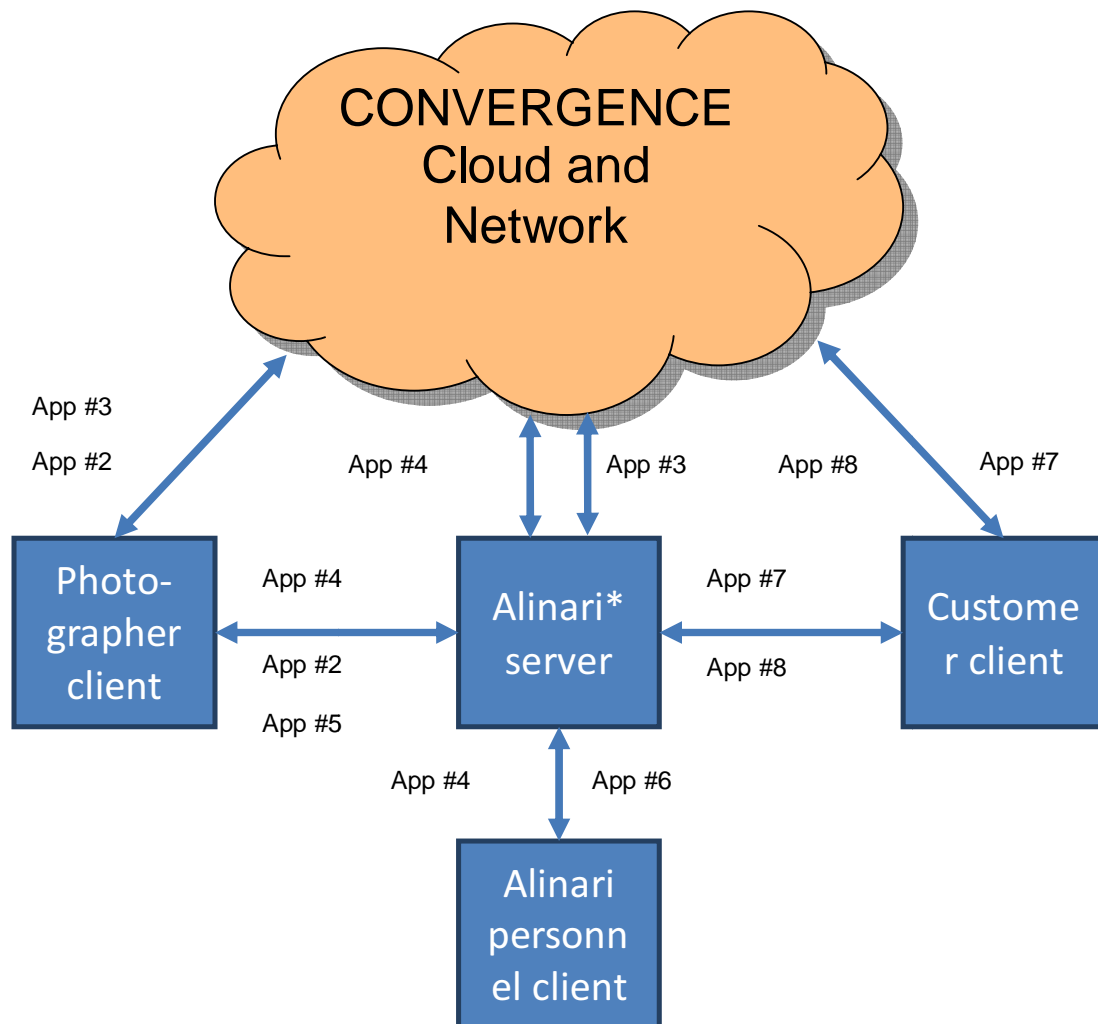 CONVERGENCE
Cloud and
Network
App #3
App #2
App #4
App #3
App #8
App #7
Photo-
grapher
client
App #4
App #2
App #5
Alinari*
server
App #7
App #8
Custome
r client
App #4
App #6
Alinari
personn
el client